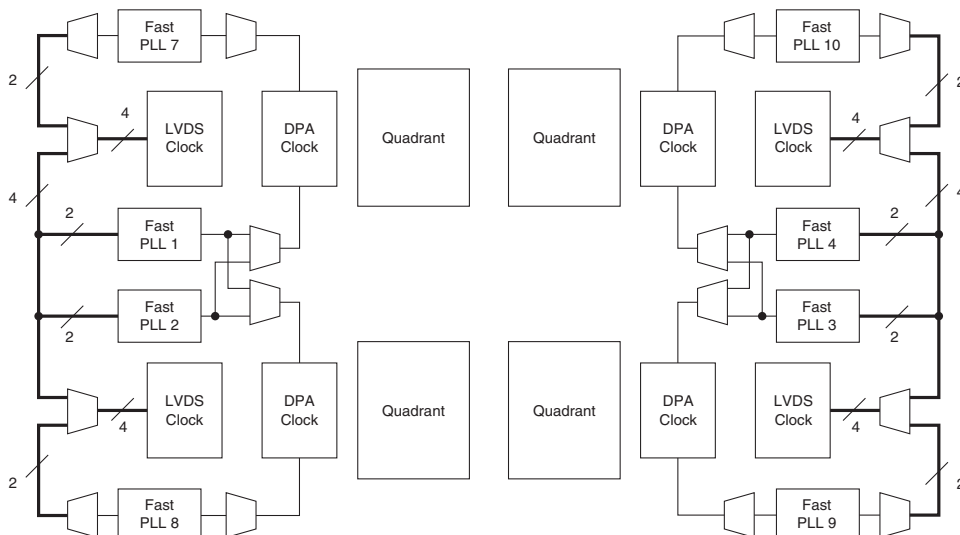 Fast
PLL 7
Fast
PLL 10
2
2
4
LVDS
Clock
DPA
Clock
Quadrant
Quadrant
DPA
Clock
LVDS
Clock
4
4
4
2
Fast
PLL 1
Fast
PLL 4
2
Fast
PLL 2
2
Fast
PLL 3
2
LVDS
Clock
4
DPA
Clock
Quadrant
Quadrant
DPA
Clock
LVDS
Clock
4
2
2
Fast
PLL 8
Fast
PLL 9